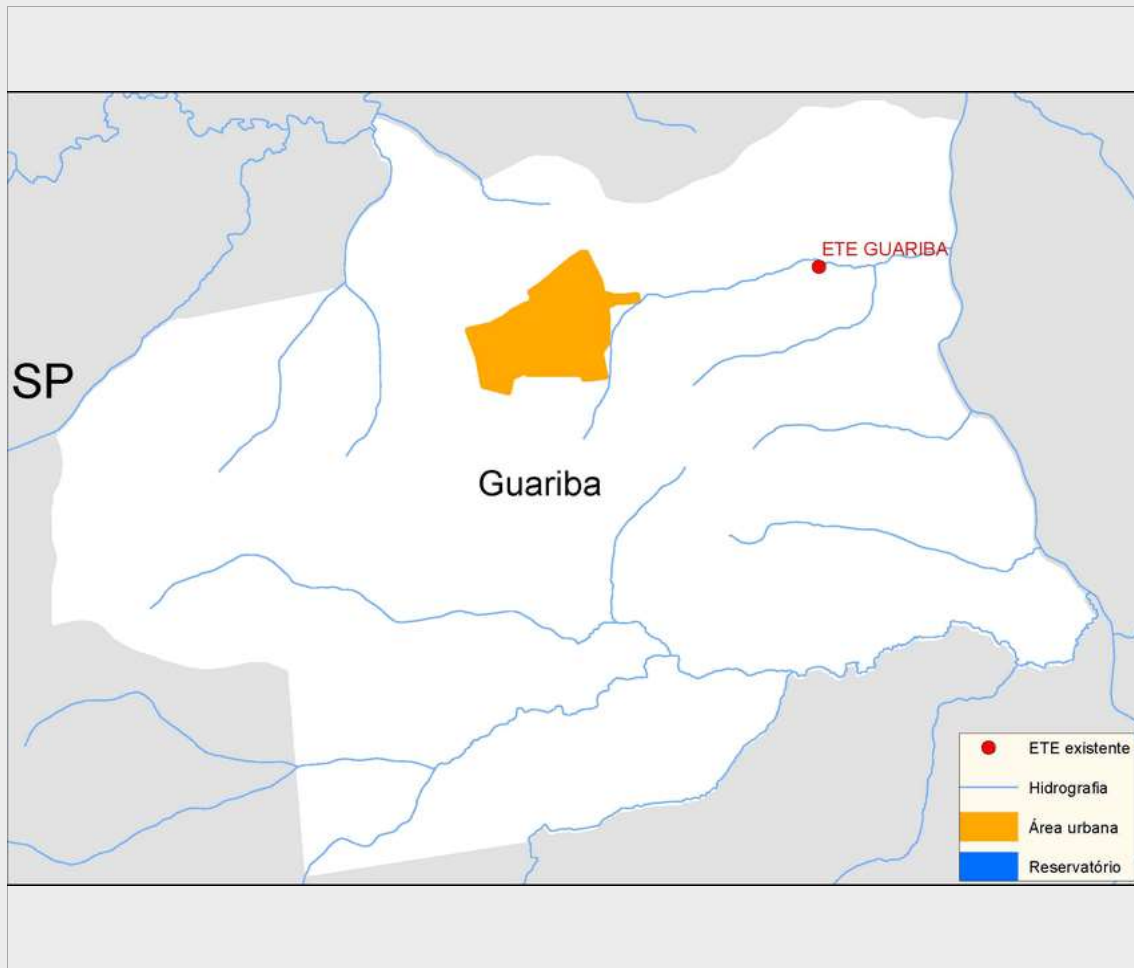 ETE GUARIBA
SP
Guariba
ETE existente
Hidrografia
Área urbana
Reservatório